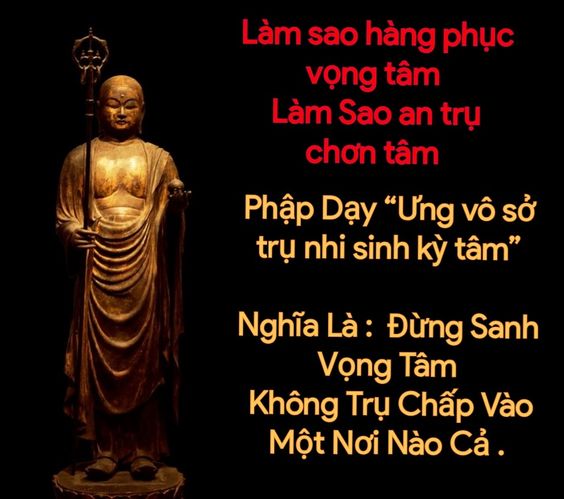 Làm sao hàng phục
vọng tâm
Làm Sao an trụ
chơn tâm
Phập Dạy “Ưng vô sở
trụ nhi sinh kỳ tâm”
Nghĩa Là : Đừng Sanh
Vọng Tâm
Không Trụ Chấp Vào
Một Nơi Nào Cả .